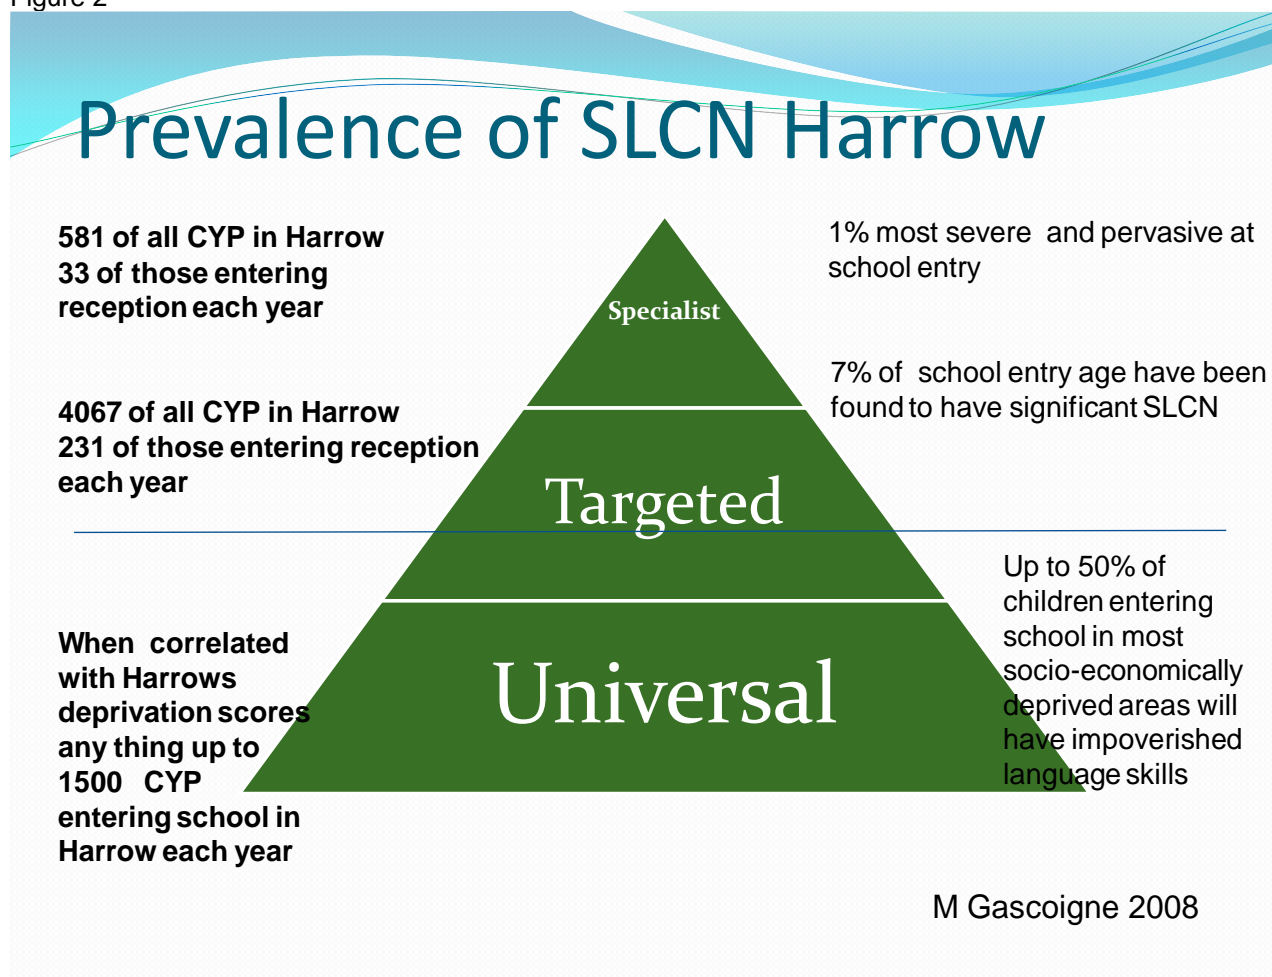 Figure 2
Prevalence of SLCN Harrow
581 of all CYP in Harrow
33 of those entering
reception each year
1% most severe and pervasive at
school entry
Specialist
4067 of all CYP in Harrow
231 of those entering reception
each year
7% of school entry age have been
found to have significant SLCN
Targeted
When correlated
with Harrows
deprivation scores
any thing up to
1500 CYP
entering school in
Harrow each year
Universal
Up to 50% of
children entering
school in most
socio-economically
deprived areas will
have impoverished
language skills
M Gascoigne 2008